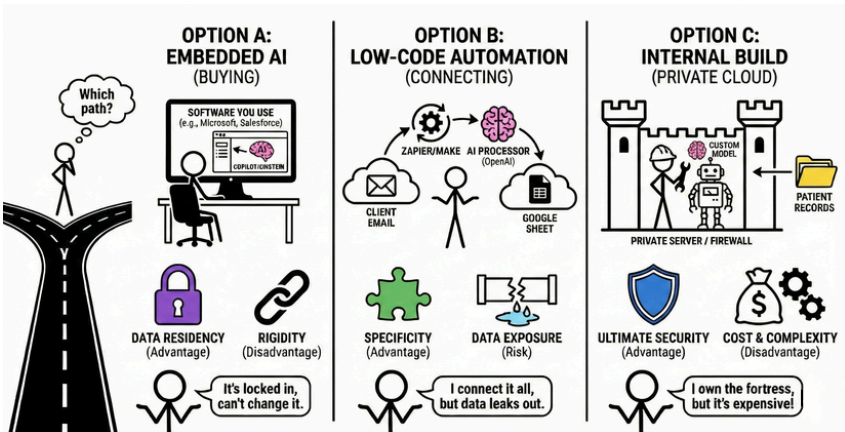 Which
path?
OPTION A:
EMBEDDED AI
(BUYING)
SOFTWARE YOU USE
(e.g., Microsoft, Salesforce)
AI
COPILOT/EINSTEIN
DATA RESIDENCY
(Advantage)
RIGIDITY
(Disadvantage)
It's locked in,
can't change it.
OPTION B:
LOW-CODE AUTOMATION
(CONNECTING)
ZAPIER/MAKE
AI PROCESSOR
(OpenAI)
CLIENT
EMAIL
GOOGLE
SHEET
SPECIFICITY
(Advantage)
DATA EXPOSURE
(Risk)
I connect it all,
but data leaks out.
OPTION C:
INTERNAL BUILD
(PRIVATE CLOUD)
CUSTOM
MODEL
PATIENT
RECORDS
PRIVATE SERVER / FIREWALL
$
ULTIMATE SECURITY
(Advantage)
COST & COMPLEXITY
(Disadvantage)
I own the fortress,
but it's expensive!